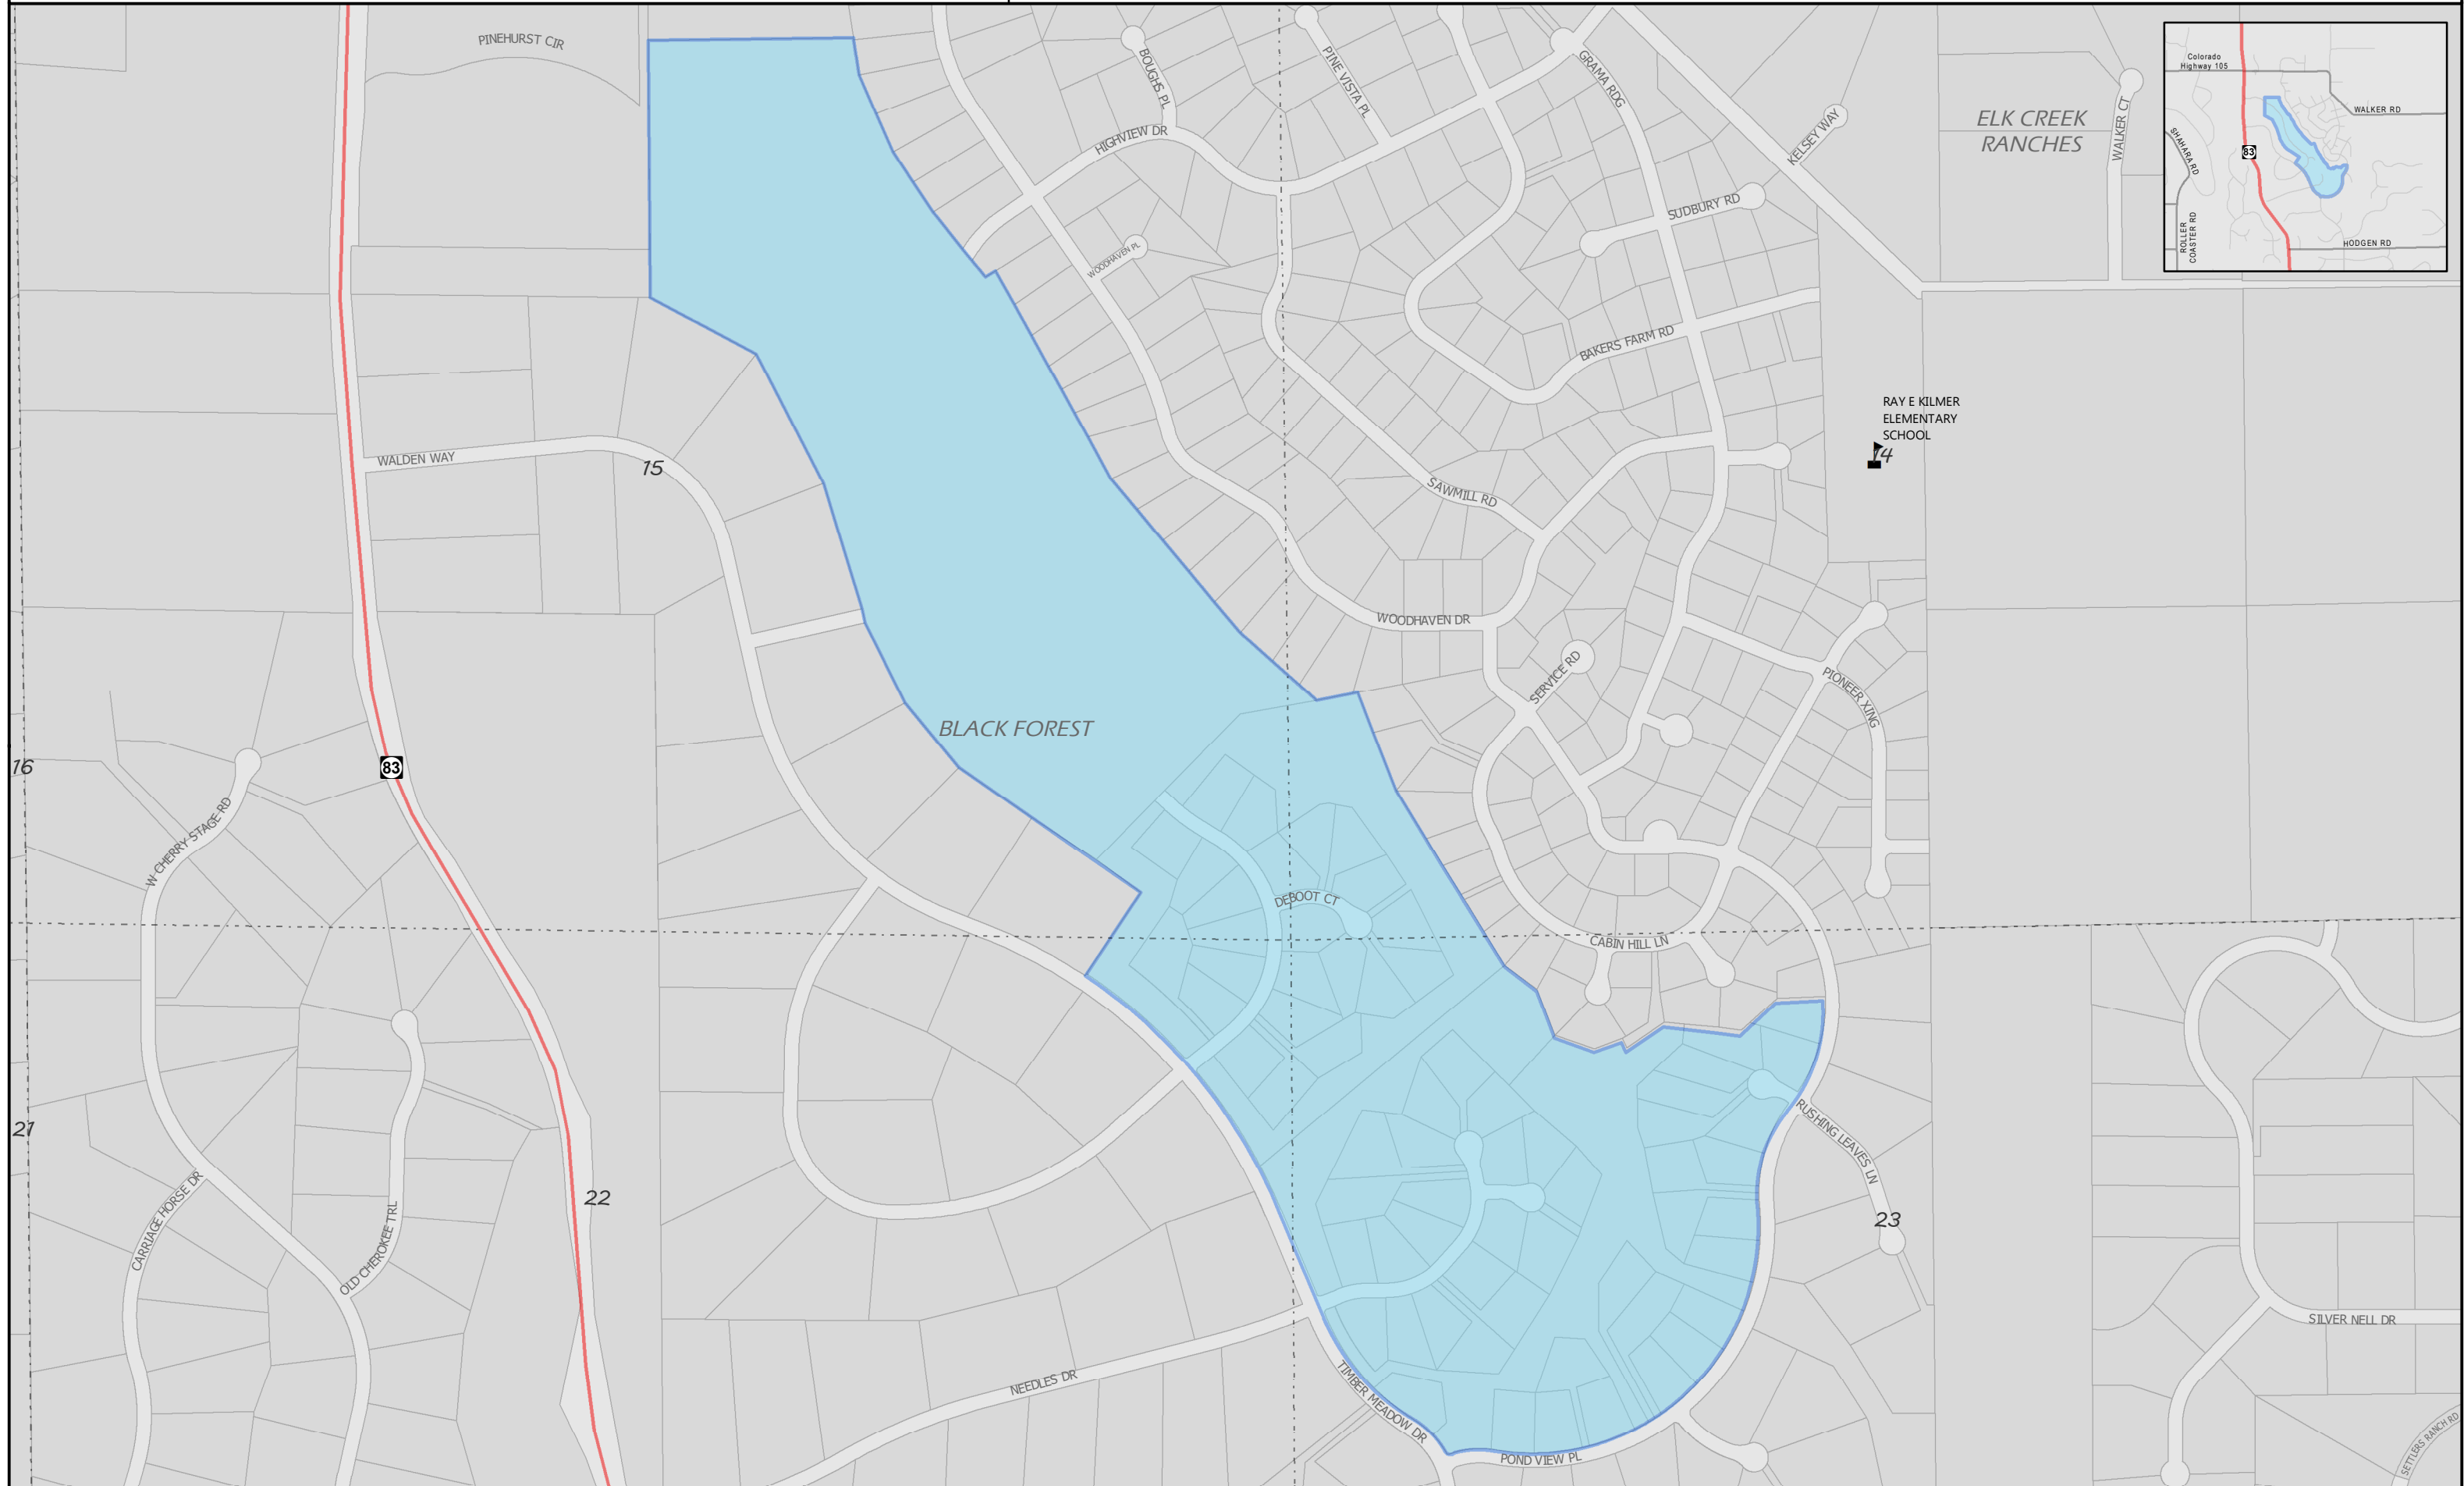 PINEHURST CIR
BOUGHS PL
PINE VISTA PL
GRAMA RDG
HIGHVIEW DR
KELSEY WAY
ELK CREEK
RANCHES
WALKER CT
Colorado
Highway 105
WALKER RD
SHAHARA RD
83
ROLLER
COASTER RD
HODGEN RD
SUDBURY RD
WOODHAVEN PL
BAKERS FARM RD
RAY E KILMER
ELEMENTARY
SCHOOL
14
WALDEN WAY
15
SAWMILL RD
WOODHAVEN DR
SERVICE RD
PIONEER XING
BLACK FOREST
16
83
W CHERRY STAGE RD
DEBOOT CT
CABIN HILL LN
21
RUSHING LEAVES LN
22
23
CARRIAGE HORSE DR
OLD CHEROKEE TRL
SILVER NELL DR
NEEDLES DR
TIMBER MEADOW DR
POND VIEW PL
SETTLERS RANCH RD